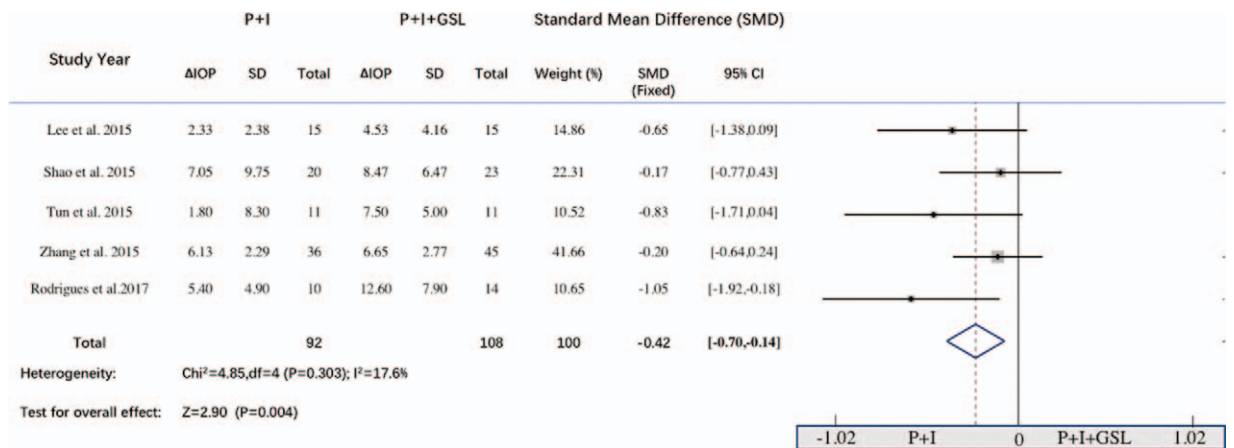 P+I P+I+GSL Standard Mean Difference (SMD)
Study Year ΔIOP SD Total ΔIOP SD Total Weight (%) SMD (Fixed) 95% CI
Lee et al. 2015 2.33 2.38 15 4.53 4.16 15 14.86 -0.65 [-1.38,0.09]
Shao et al. 2015 7.05 9.75 20 8.47 6.47 23 22.31 -0.17 [-0.77,0.43]
Tun et al. 2015 1.80 8.30 11 7.50 5.00 11 10.52 -0.83 [-1.71,0.04]
Zhang et al. 2015 6.13 2.29 36 6.65 2.77 45 41.66 -0.20 [-0.64,0.24]
Rodrigues et al.2017 5.40 4.90 10 12.60 7.90 14 10.65 -1.05 [-1.92,-0.18]
Total 92 108 100 -0.42 [-0.70,-0.14]
Heterogeneity: Chi²=4.85,df=4 (P=0.303); I²=17.6%
Test for overall effect: Z=2.90 (P=0.004)
-1.02 P+I 0 P+I+GSL 1.02